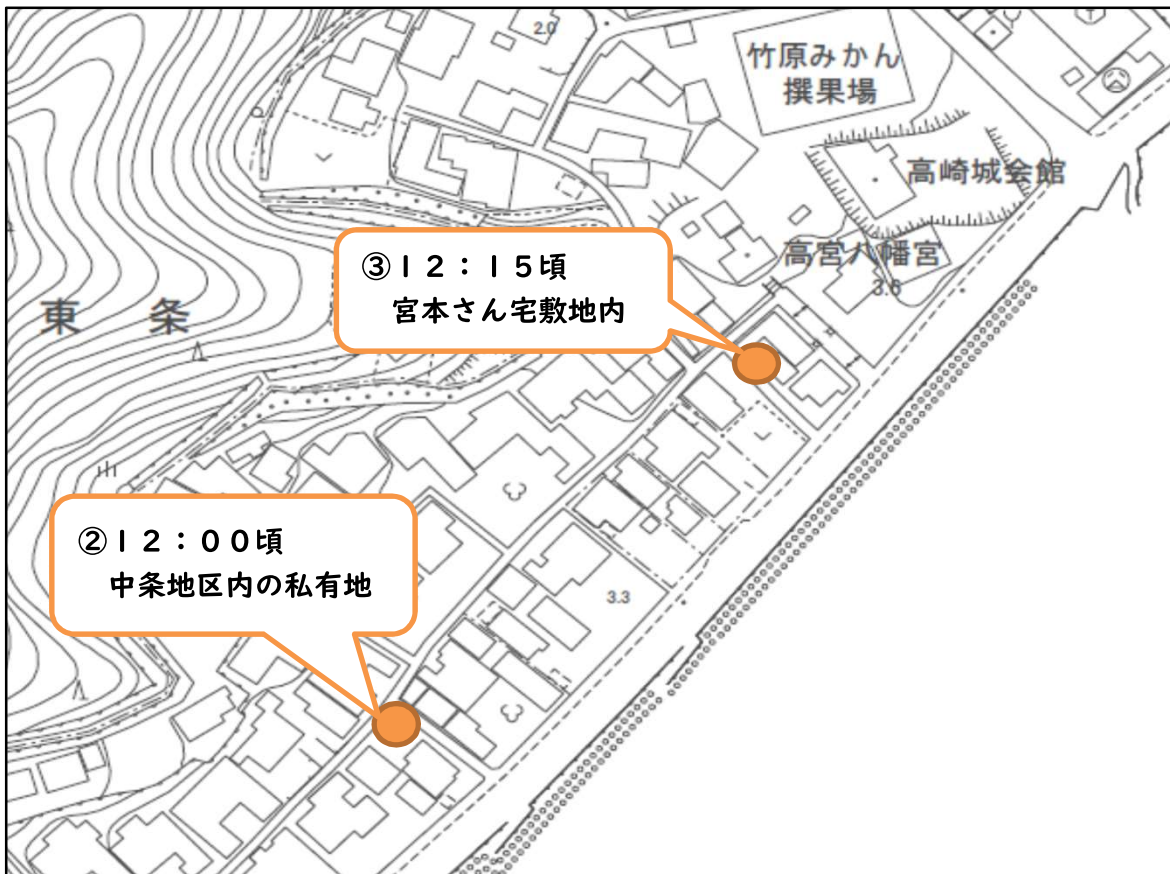 2.0
竹原みかん
撰果場
高崎城会館
高宮八幡宮
3.6
③12：15頃
宮本さん宅敷地内
東条
②12：00頃
中条地区内の私有地
3.3